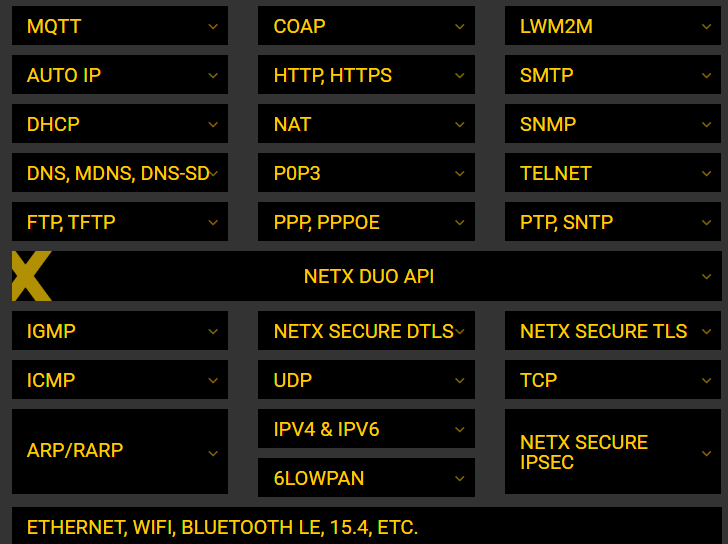 MQTT
COAP
LWM2M
AUTO IP
HTTP, HTTPS
SMTP
DHCP
NAT
SNMP
DNS, MDNS, DNS-SD
P0P3
TELNET
FTP, TFTP
PPP, PPPOE
PTP, SNTP
X
NETX DUO API
IGMP
NETX SECURE DTLS
NETX SECURE TLS
ICMP
UDP
TCP
ARP/RARP
IPV4 & IPV6
6LOWPAN
NETX SECURE
IPSEC
ETHERNET, WIFI, BLUETOOTH LE, 15.4, ETC.